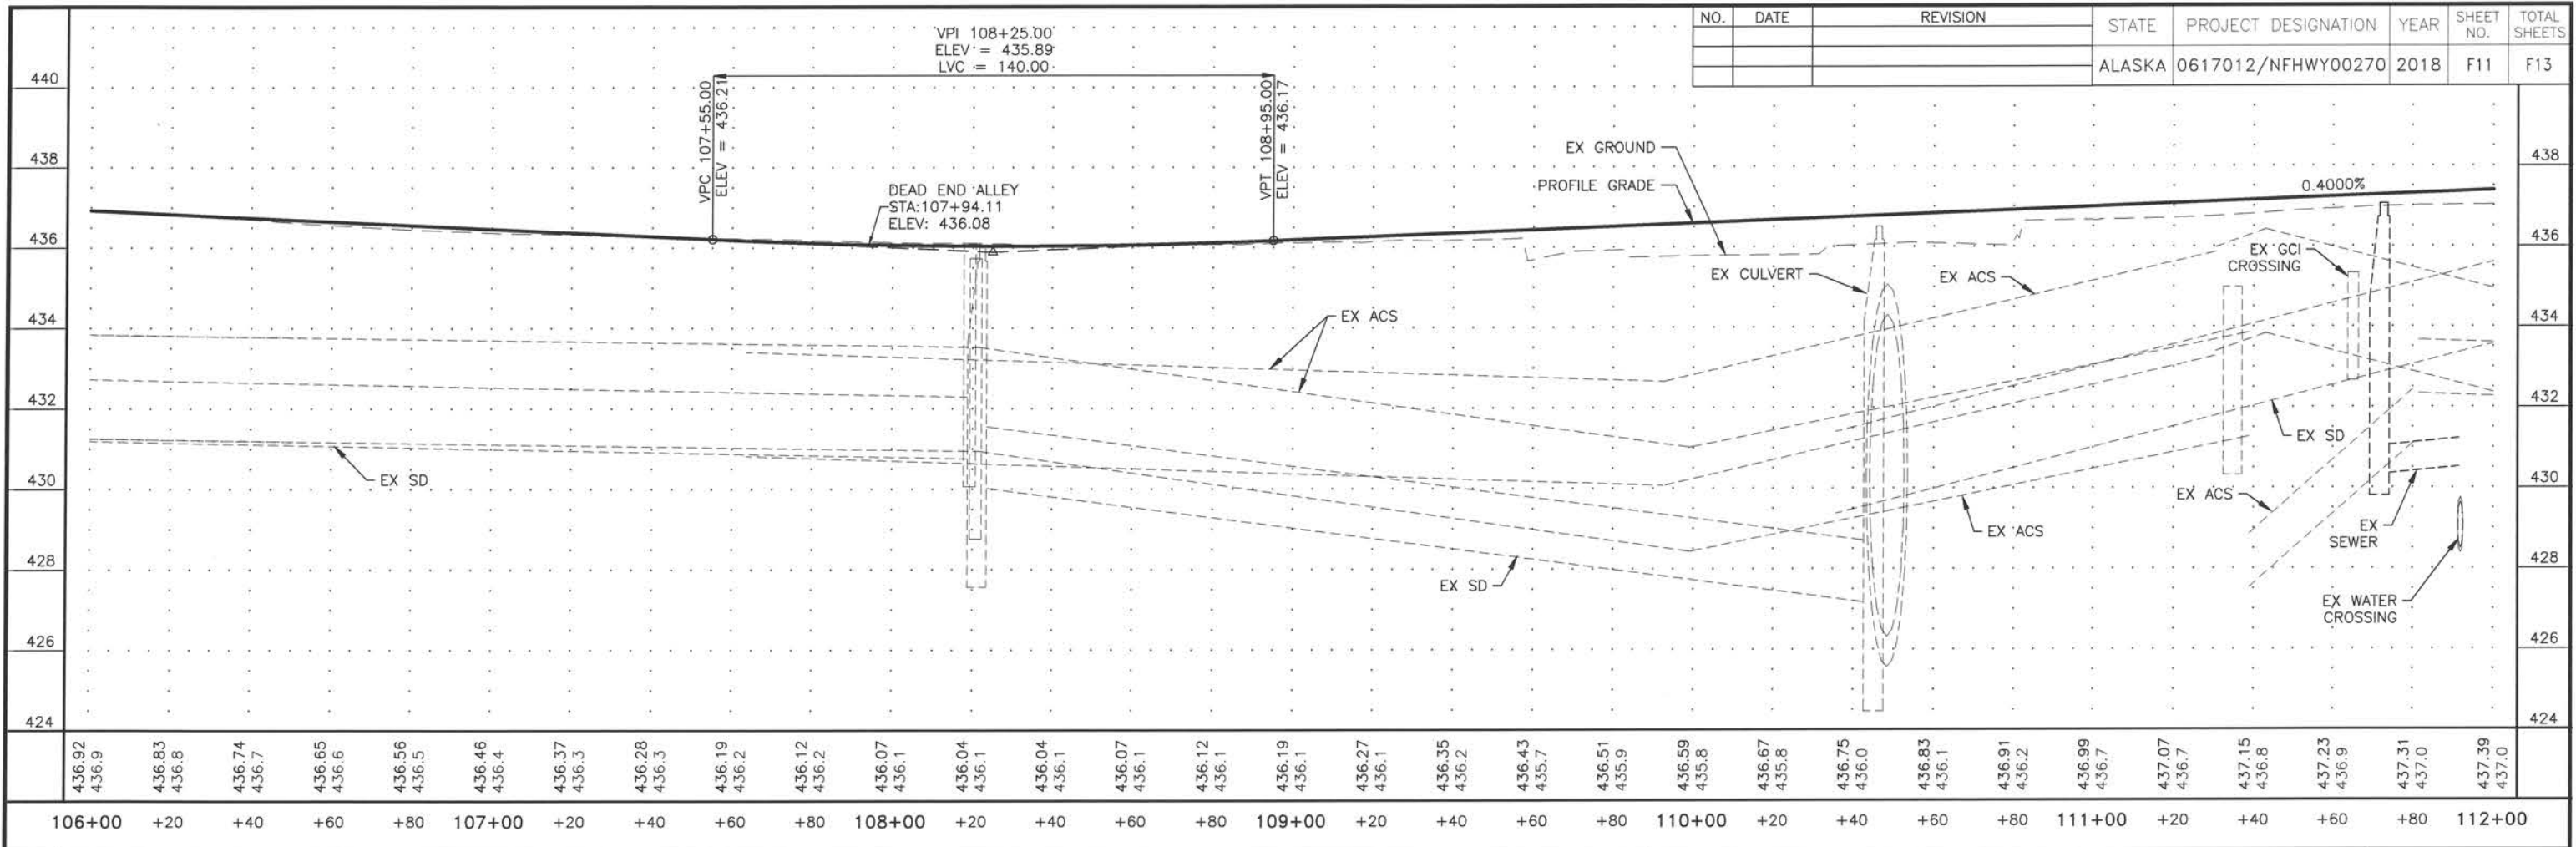 NO. DATE REVISION STATE PROJECT DESIGNATION YEAR SHEET NO. TOTAL SHEETS
ALASKA 0617012/NFHWY00270 2018 F11 F13
VPI 108+25.00
ELEV = 435.89
LVC = 140.00
VPC 107+55.00
ELEV = 436.21
VPT 108+95.00
ELEV = 436.17
DEAD END ALLEY
STA:107+94.11
ELEV: 436.08
EX GROUND
PROFILE GRADE
0.4000%
EX CULVERT
EX ACS
EX GCI
CROSSING
EX ACS
EX SD
EX SD
EX ACS
EX ACS
EX SD
EX
SEWER
EX WATER
CROSSING
440
438
436
434
432
430
428
426
424
438
436
434
432
430
428
426
424
436.92 436.83 436.74 436.65 436.56 436.46 436.37 436.28 436.19 436.12 436.07 436.04 436.04 436.07 436.12 436.19 436.27 436.35 436.43 436.51 436.59 436.67 436.75 436.83 436.91 436.99 437.07 437.15 437.23 437.31 437.39
436.9 436.8 436.7 436.6 436.5 436.4 436.3 436.3 436.2 436.2 436.1 436.1 436.1 436.1 436.1 436.1 436.1 436.2 435.7 435.9 435.8 435.8 436.0 436.1 436.2 436.7 436.7 436.8 436.9 437.0 437.0
106+00 +20 +40 +60 +80 107+00 +20 +40 +60 +80 108+00 +20 +40 +60 +80 109+00 +20 +40 +60 +80 110+00 +20 +40 +60 +80 111+00 +20 +40 +60 +80 112+00